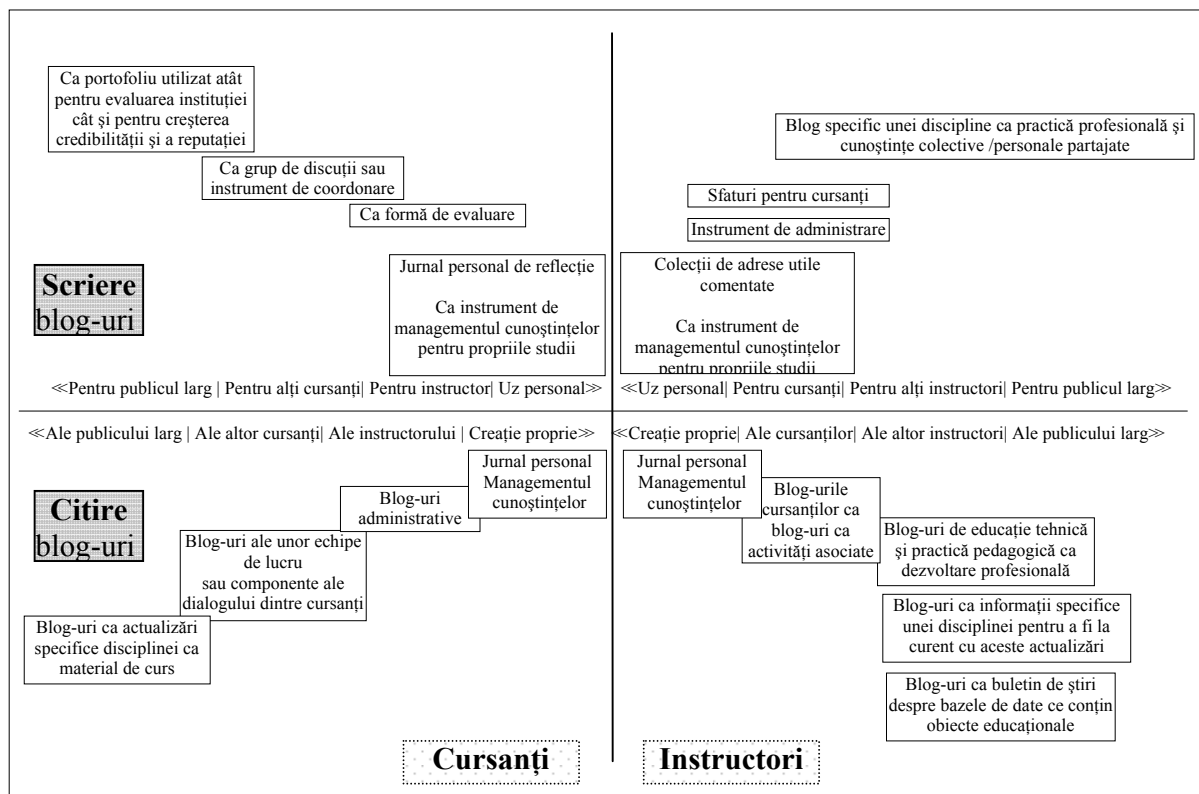 Ca portofoliu utilizat atât
pentru evaluarea instituţiei
cât şi pentru creşterea
credibilităţii şi a reputaţiei
Ca grup de discuţii sau
instrument de coordonare
Ca formă de evaluare
Jurnal personal de reflecţie
Ca instrument de
managementul cunoştinţelor
pentru propriile studii
Scriere
blog-uri
≪Pentru publicul larg | Pentru alţi cursanţi| Pentru instructor| Uz personal≫
Blog specific unei discipline ca practică profesională şi
cunoştinţe colective /personale partajate
Sfaturi pentru cursanţi
Instrument de administrare
Colecţii de adrese utile
comentate
Ca instrument de
managementul cunoştinţelor
pentru propriile studii
≪Uz personal| Pentru cursanţi| Pentru alţi instructori| Pentru publicul larg≫
≪Ale publicului larg | Ale altor cursanţi| Ale instructorului | Creaţie proprie≫
Jurnal personal
Managementul
cunoştinţelor
Blog-uri
administrative
Citire
blog-uri
Blog-uri ale unor echipe
de lucru
sau componente ale
dialogului dintre cursanţi
Blog-uri ca actualizări
specifice disciplinei ca
material de curs
≪Creaţie proprie| Ale cursanţilor| Ale altor instructori| Ale publicului larg≫
Jurnal personal
Managementul
cunoştinţelor
Blog-urile
cursanţilor ca
blog-uri ca
activităţi asociate
Blog-uri de educaţie tehnică
şi practică pedagogică ca
dezvoltare profesională
Blog-uri ca informaţii specifice
unei disciplinei pentru a fi la
curent cu aceste actualizări
Blog-uri ca buletin de ştiri
despre bazele de date ce conţin
obiecte educaţionale
Cursanţi
Instructori